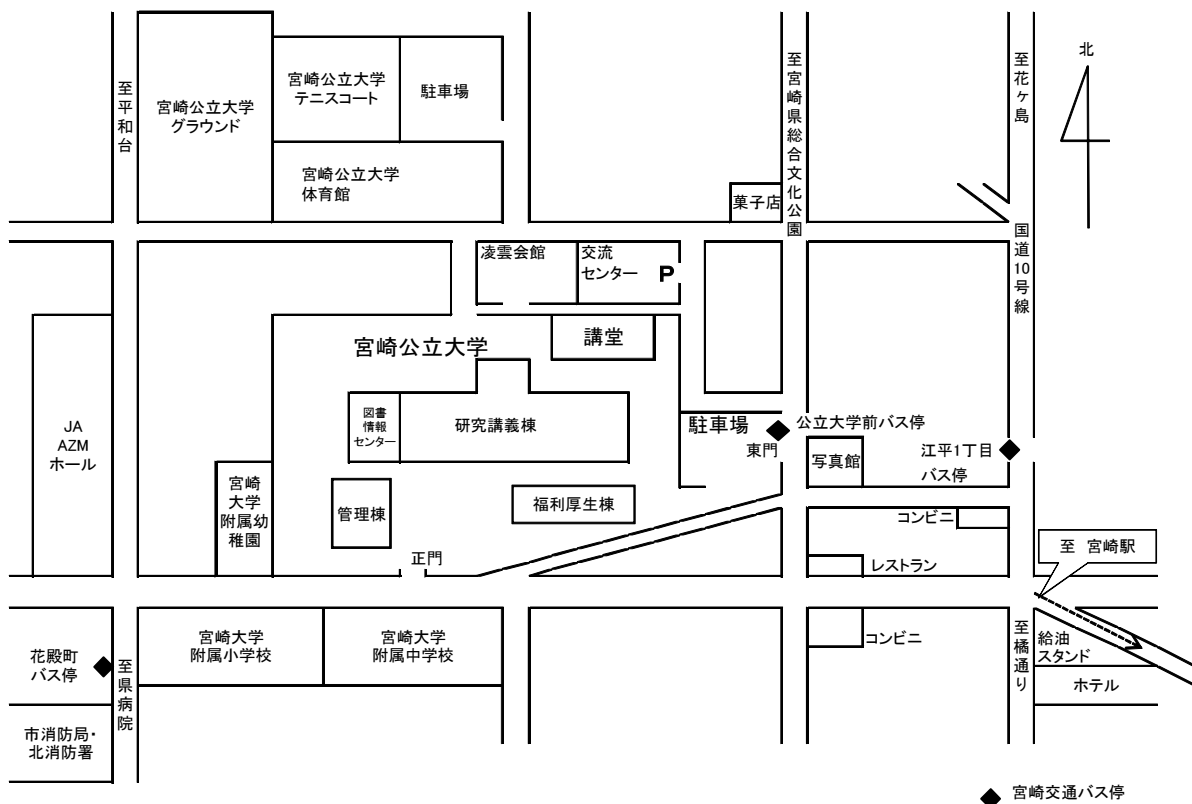 北
至平和台
宮崎公立大学
グラウンド
宮崎公立大学
テニスコート
駐車場
宮崎公立大学
体育館
至宮崎県総合文化公園
至花ヶ島
菓子店
国道10号線
凌雲会館
交流
センター
P
講堂
宮崎公立大学
図書
情報
センター
研究講義棟
駐車場
公立大学前バス停
東門
写真館
江平1丁目
バス停
JA
AZM
ホール
宮崎
大学
附属幼
稚園
管理棟
福利厚生棟
正門
コンビニ
レストラン
至 宮崎駅
花殿町
バス停
至県病院
宮崎大学
附属小学校
宮崎大学
附属中学校
コンビニ
至橘通り
給油
スタンド
ホテル
市消防局・
北消防署
宮崎交通バス停